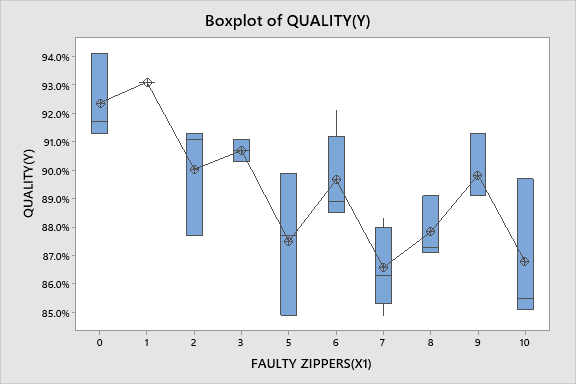 Boxplot of QUALITY(Y)
94.0%
93.0%
92.0%
91.0%
90.0%
89.0%
88.0%
87.0%
86.0%
85.0%
QUALITY(Y)
0 1 2 3 5 6 7 8 9 10
FAULTY ZIPPERS(X1)